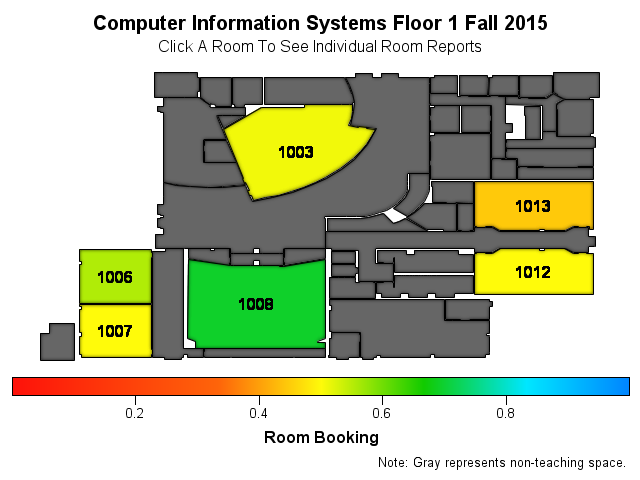 Computer Information Systems Floor 1 Fall 2015
Click A Room To See Individual Room Reports
1003
1013
1012
1006
1008
1007
0.2 0.4 0.6 0.8
Room Booking
Note: Gray represents non-teaching space.